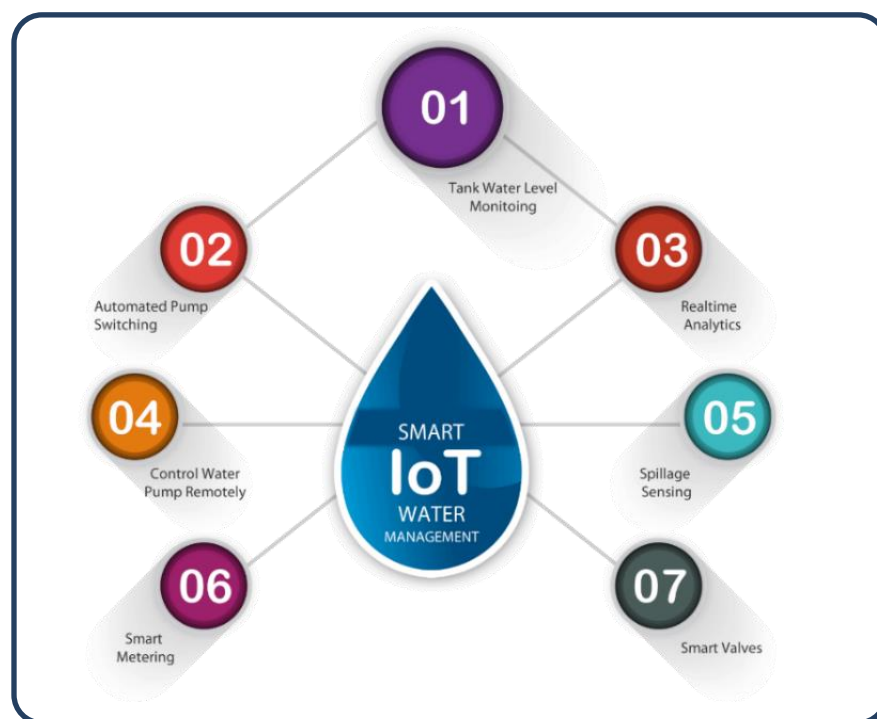 01
Tank Water Level
Monitoing
02
Automated Pump
Switching
03
Realtime
Analytics
04
Control Water
Pump Remotely
SMART
IoT
WATER
MANAGEMENT
05
Spillage
Sensing
06
Smart
Metering
07
Smart Valves